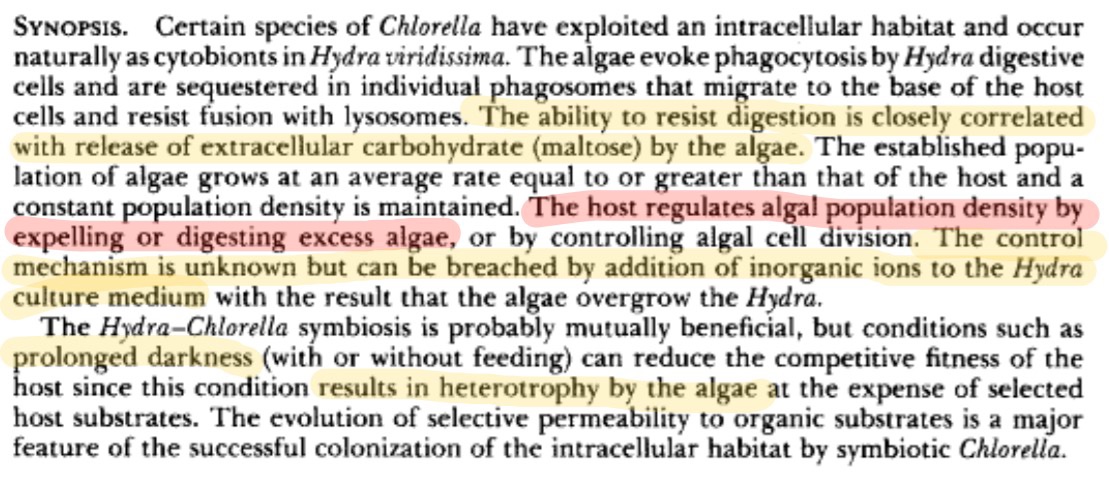 SYNOPSIS. Certain species of Chlorella have exploited an intracellular habitat and occur
naturally as cytobionts in Hydra viridissima. The algae evoke phagocytosis by Hydra digestive
cells and are sequestered in individual phagosomes that migrate to the base of the host
cells and resist fusion with lysosomes. The ability to resist digestion is closely correlated
with release of extracellular carbohydrate (maltose) by the algae. The established popu-
lation of algae grows at an average rate equal to or greater than that of the host and a
constant population density is maintained. The host regulates algal population density by
expelling or digesting excess algae, or by controlling algal cell division. The control
mechanism is unknown but can be breached by addition of inorganic ions to the Hydra
culture medium with the result that the algae overgrow the Hydra.
The Hydra–Chlorella symbiosis is probably mutually beneficial, but conditions such as
prolonged darkness (with or without feeding) can reduce the competitive fitness of the
host since this condition results in heterotrophy by the algae at the expense of selected
host substrates. The evolution of selective permeability to organic substrates is a major
feature of the successful colonization of the intracellular habitat by symbiotic Chlorella.